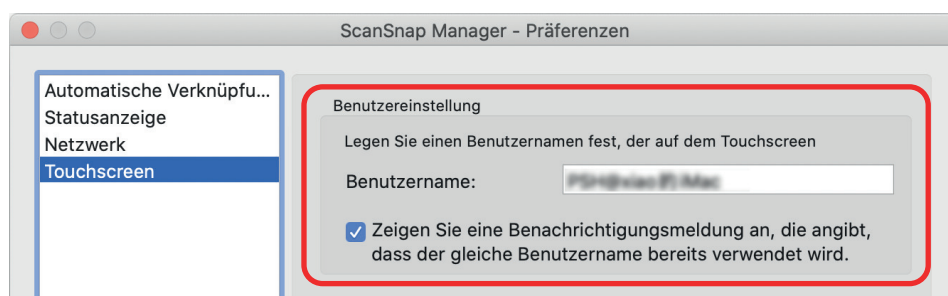 ScanSnap Manager - Präferenzen
Automatische Verknüpfu...
Statusanzeige
Netzwerk
Touchscreen
Benutzereinstellung
Legen Sie einen Benutzernamen fest, der auf dem Touchscreen
Benutzername:
Zeigen Sie eine Benachrichtigungsmeldung an, die angibt,
dass der gleiche Benutzername bereits verwendet wird.